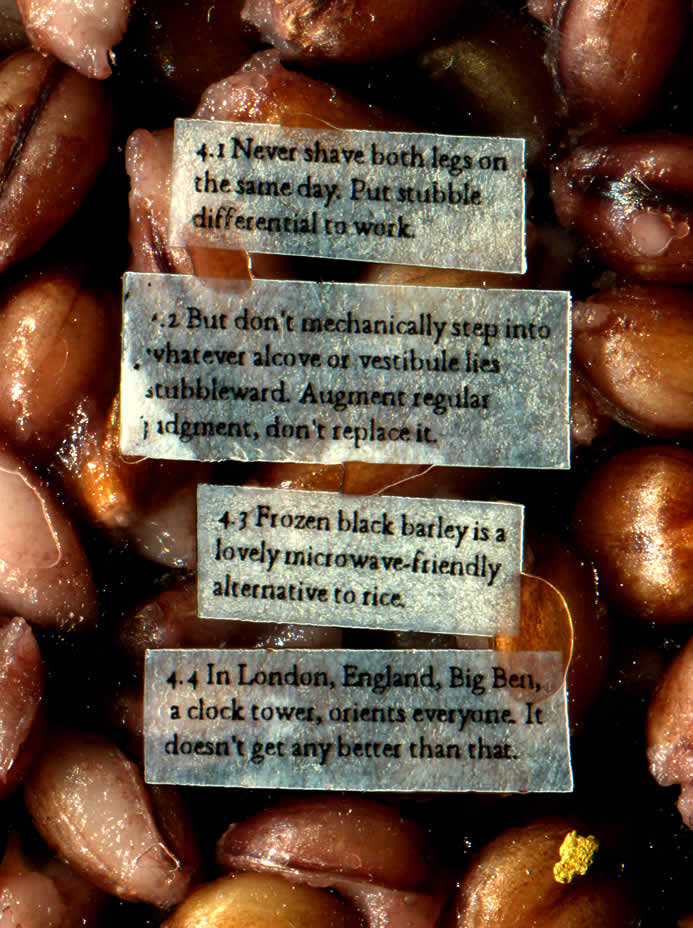 4.1 Never shave both legs on
the same day. Put stubble
differential to work.
.2 But don't mechanically step into
whatever alcove or vestibule lies
stubbleward. Augment regular
judgment, don't replace it.
4.3 Frozen black barley is a
lovely microwave-friendly
alternative to rice.
4.4 In London, England, Big Ben,
a clock tower, orients everyone. It
doesn't get any better than that.